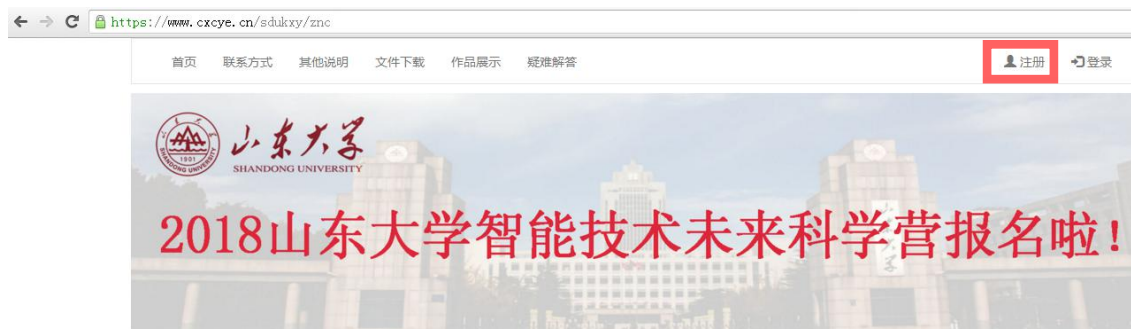 https://www.cxcye.cn/sdukxy/znc
首页 联系方式 其他说明 文件下载 作品展示 疑难解答 注册 登录
山东大学
1901
SHANDONG UNIVERSITY
2018山东大学智能技术未来科学营报名啦！